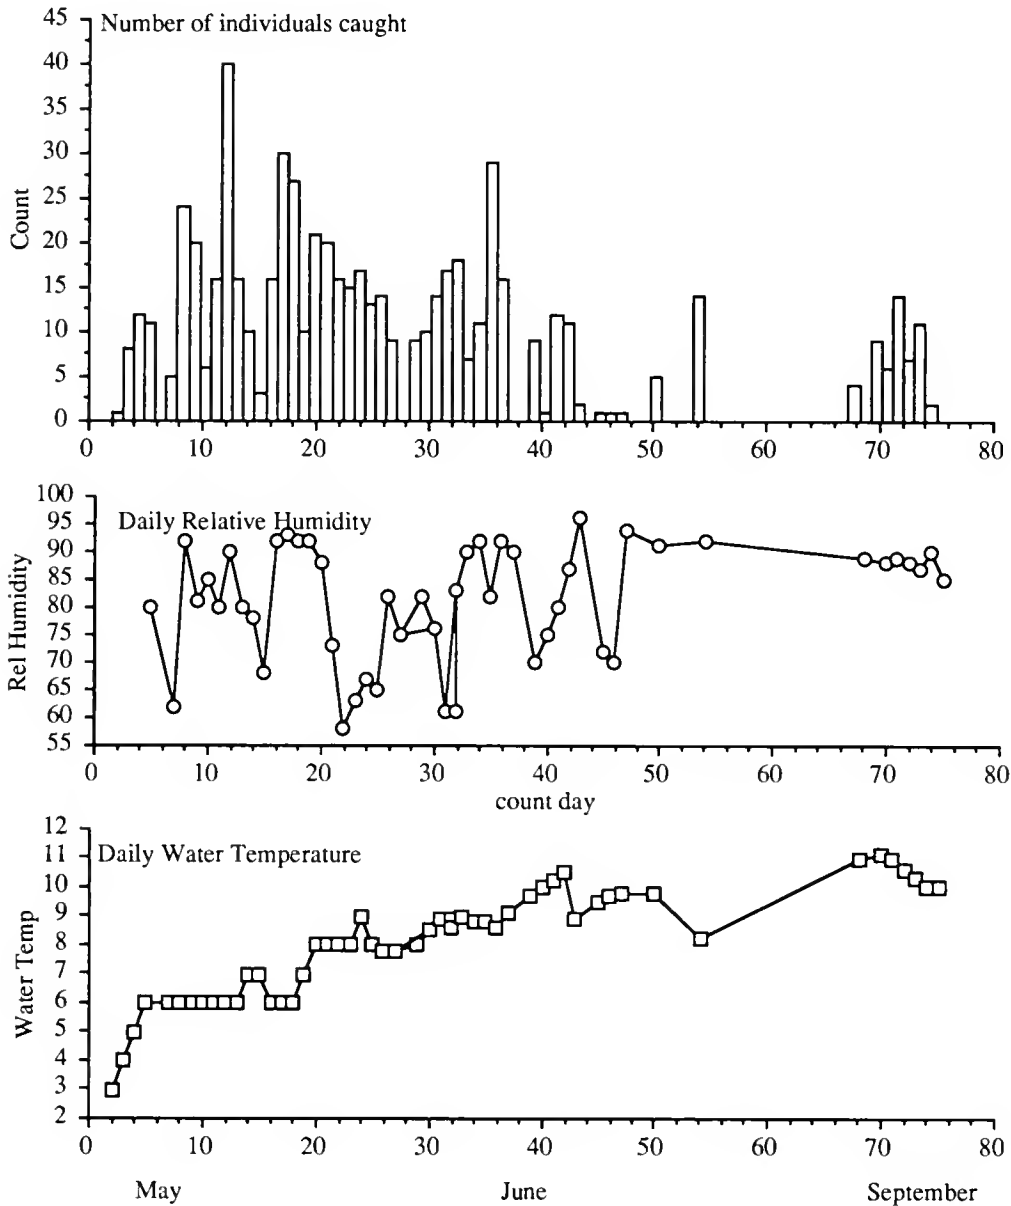 Number of individuals caught
45
40
35
30
25
20
15
10
5
0
Count
0 10 20 30 40 50 60 70 80
Daily Relative Humidity
100
95
90
85
80
75
70
65
60
55
Rel Humidity
0 10 20 30 40 50 60 70 80
count day
Daily Water Temperature
12
11
10
9
8
7
6
5
4
3
2
Water Temp
0 10 20 30 40 50 60 70 80
May June September